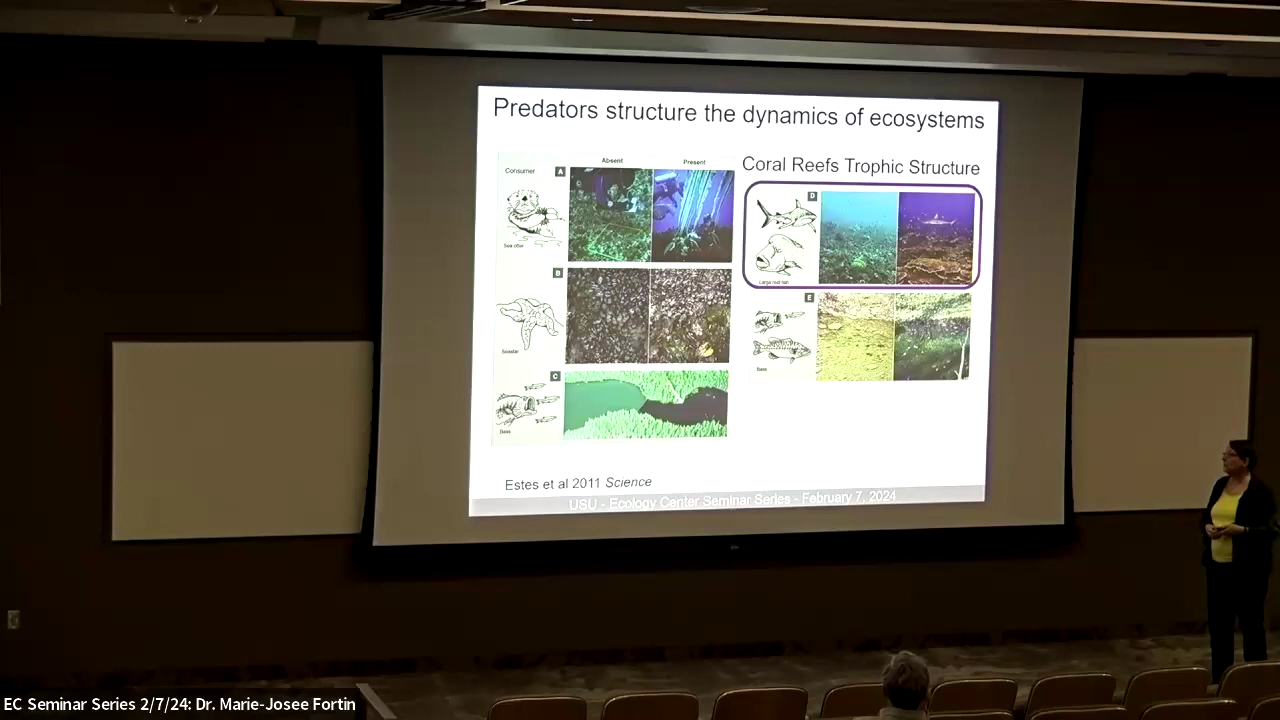 Predators structure the dynamics of ecosystems
Absent
Present
Coral Reefs Trophic Structure
Consumer
A
D
Sea otter
B
Large reef fish
E
Seastar
C
Bass
Bass
Estes et al 2011 Science
USU - Ecology Center Seminar Series - February 7, 2024
EC Seminar Series 2/7/24: Dr. Marie-Josee Fortin